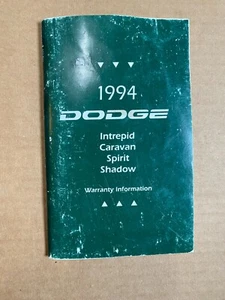 1994
DODGE
Intrepid
Caravan
Spirit
Shadow
Warranty Information